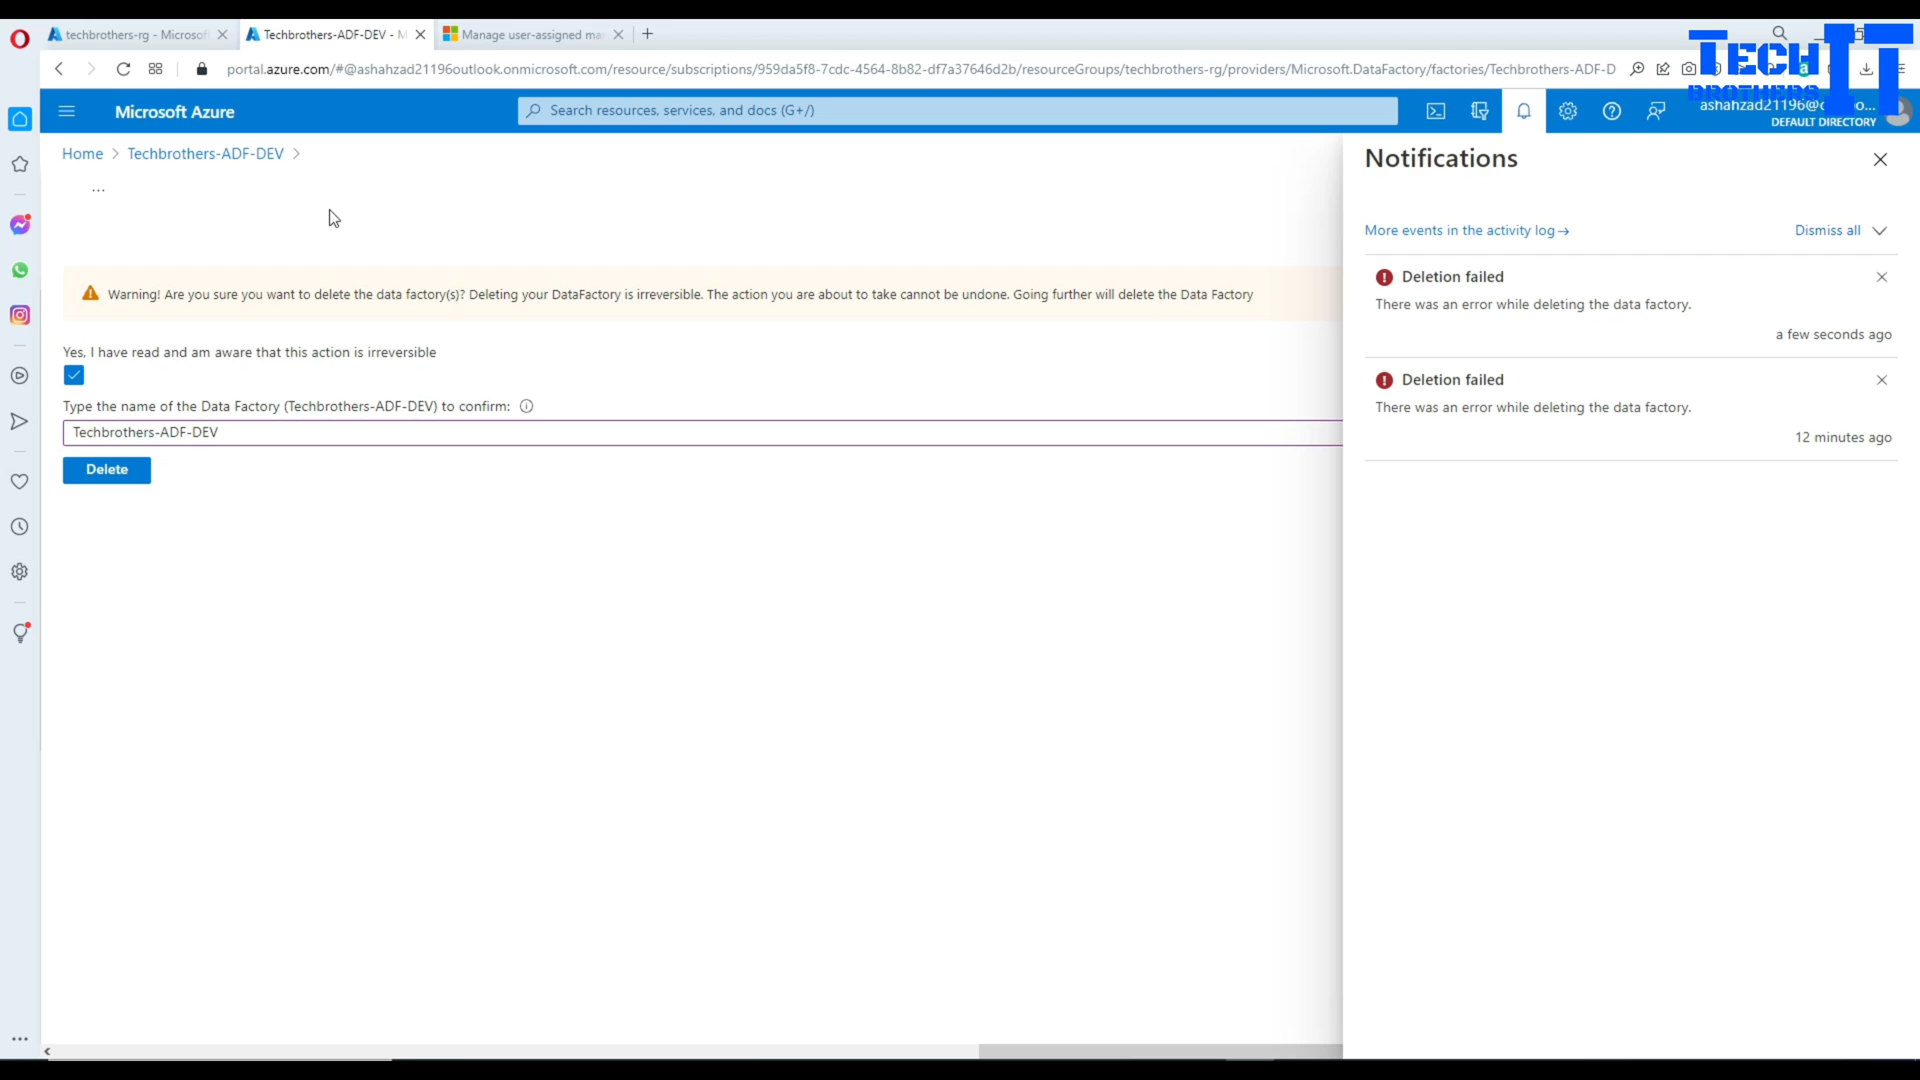 techbrothers-rg - Microsof
Techbrothers-ADF-DEV - M
Manage user-assigned ma
portal.azure.com/#@ashahzad21196outlook.onmicrosoft.com/resource/subscriptions/959da5f8-7cdc-4564-8b82-df7a37646d2b/resourceGroups/techbrothers-rg/providers/Microsoft.DataFactory/factories/Techbrothers-ADF-D
TECH IT
BROTHERS
Microsoft Azure
Search resources, services, and docs (G+/)
ashahzad21196@o
DEFAULT DIRECTORY
Home > Techbrothers-ADF-DEV >
...
Warning! Are you sure you want to delete the data factory(s)? Deleting your DataFactory is irreversible. The action you are about to take cannot be undone. Going further will delete the Data Factory
Yes, I have read and am aware that this action is irreversible
Type the name of the Data Factory (Techbrothers-ADF-DEV) to confirm:
Techbrothers-ADF-DEV
Delete
Notifications
More events in the activity log→
Dismiss all
Deletion failed
There was an error while deleting the data factory.
a few seconds ago
Deletion failed
There was an error while deleting the data factory.
12 minutes ago